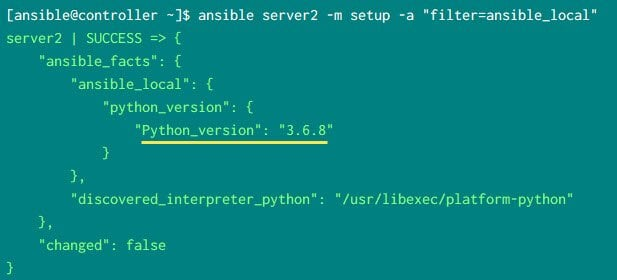 [ansible@controller ~]$ ansible server2 -m setup -a "filter=ansible_local"
server2 | SUCCESS => {
    "ansible_facts": {
        "ansible_local": {
            "python_version": {
                "Python_version": "3.6.8"
            }
        },
        "discovered_interpreter_python": "/usr/libexec/platform-python"
    },
    "changed": false
}